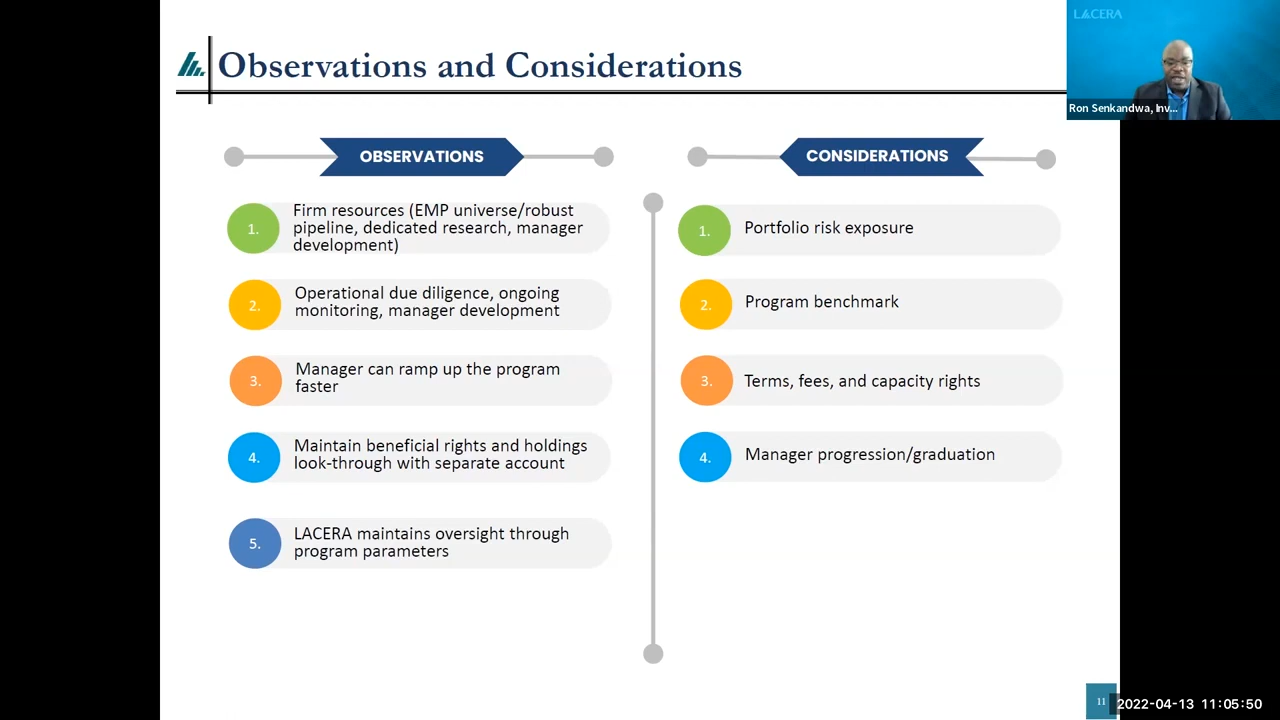 LACERA
Observations and Considerations
Ron Senkandwa, Inv...
OBSERVATIONS
1.
Firm resources (EMP universe/robust
pipeline, dedicated research, manager
development)
2.
Operational due diligence, ongoing
monitoring, manager development
3.
Manager can ramp up the program
faster
4.
Maintain beneficial rights and holdings
look-through with separate account
5.
LACERA maintains oversight through
program parameters
CONSIDERATIONS
1.
Portfolio risk exposure
2.
Program benchmark
3.
Terms, fees, and capacity rights
4.
Manager progression/graduation
11
2022-04-13 11:05:50